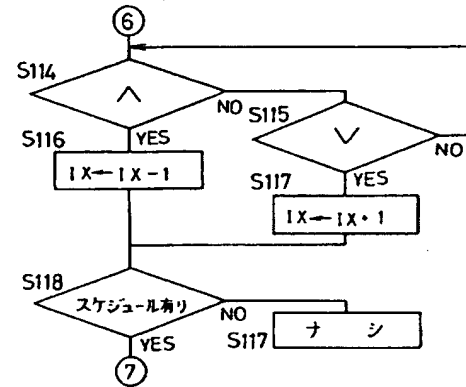 6
S114
∧
NO
S115
S116
YES
∨
NO
IX←IX-1
S117
YES
IX←IX+1
S118
スケジュール有り
NO
S117
ナシ
YES
7